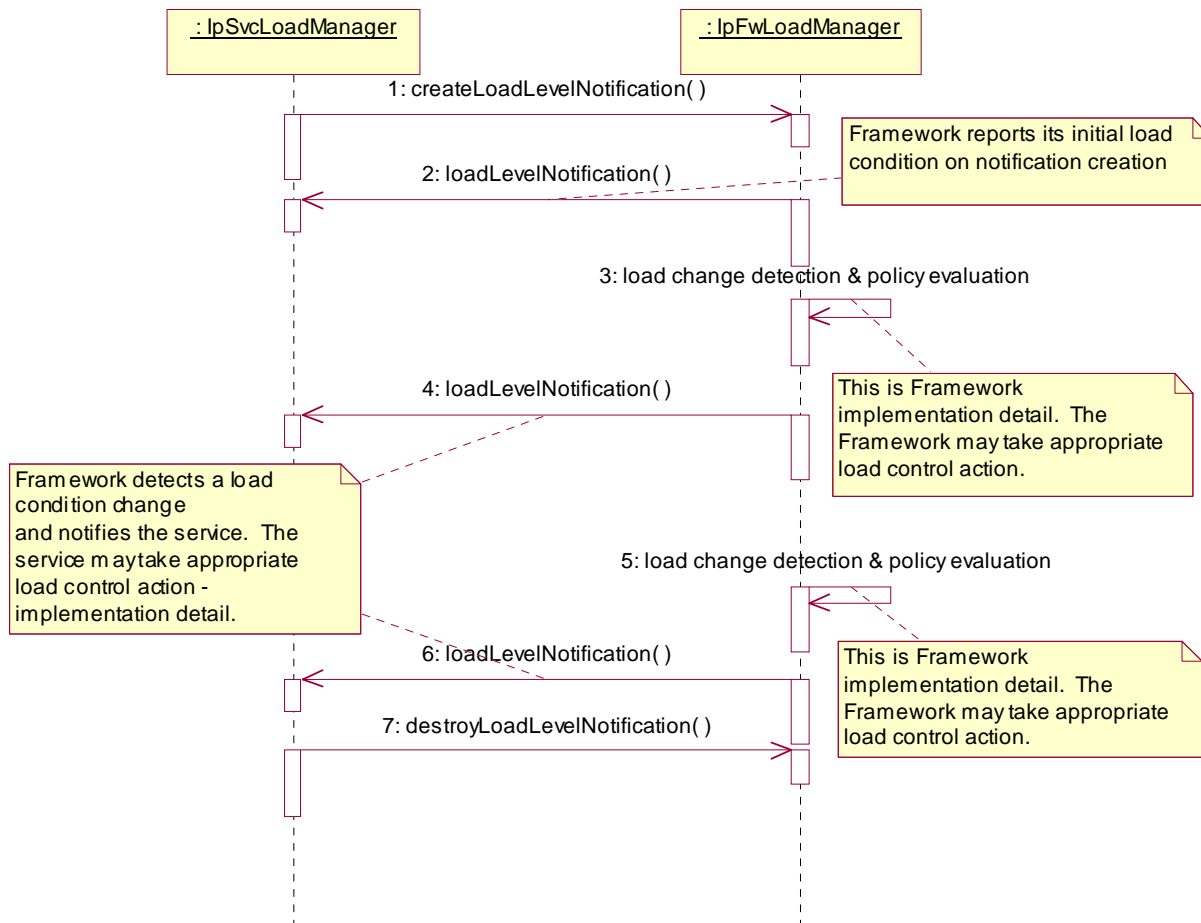 : IpSvcLoadManager
: IpFwLoadManager
1: createLoadLevelNotification( )
Framework reports its initial load
condition on notification creation
2: loadLevelNotification( )
3: load change detection & policy evaluation
This is Framework
implementation detail.  The
Framework may take appropriate
load control action.
4: loadLevelNotification( )
Framework detects a load
condition change
and notifies the service.  The
service may take appropriate
load control action -
implementation detail.
5: load change detection & policy evaluation
This is Framework
implementation detail.  The
Framework may take appropriate
load control action.
6: loadLevelNotification( )
7: destroyLoadLevelNotification( )